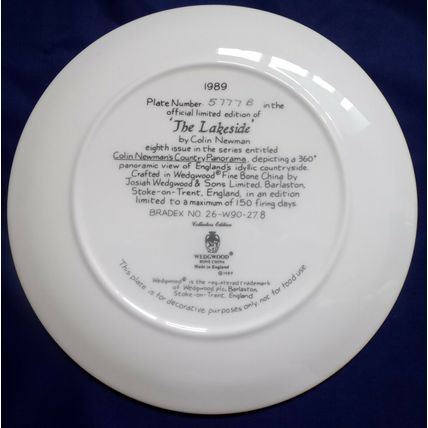 1989
Plate Number 5777B in the
official limited edition of
'The Lakeside'
by Colin Newman
eighth issue in the series entitled
Colin Newman's Country Panorama, depicting a 360°
panoramic view of England's idyllic countryside.
Crafted in Wedgwood® Fine Bone China by
Josiah Wedgwood & Sons Limited, Barlaston,
Stoke-on-Trent, England, in an edition
limited to a maximum of 150 firing days.
BRADEX NO. 26-W90-27.8
Collectors Edition
WEDGWOOD®
BONE CHINA
Made in England
©1989
Wedgwood® is the registered trademark
of Wedgwood plc, Barlaston,
Stoke-on-Trent, England.
This plate is for decorative purposes only, not for food use